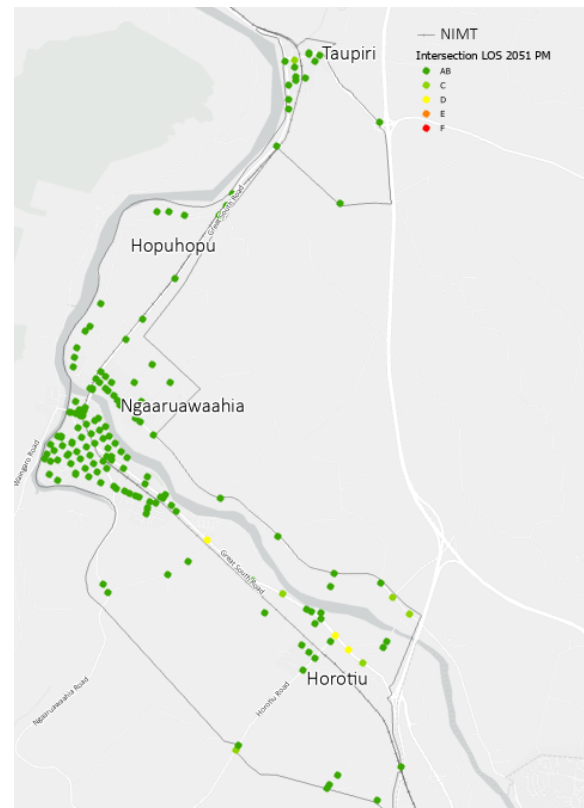 Taupiri
NIMT
Intersection LOS 2051 PM
AB
C
D
E
F
Great South Road
Hopuhopu
Ngaaruawaahia
Waingaro Road
Great South Road
Horotiu
Horotiu Road
Ngaaruawaahia Road